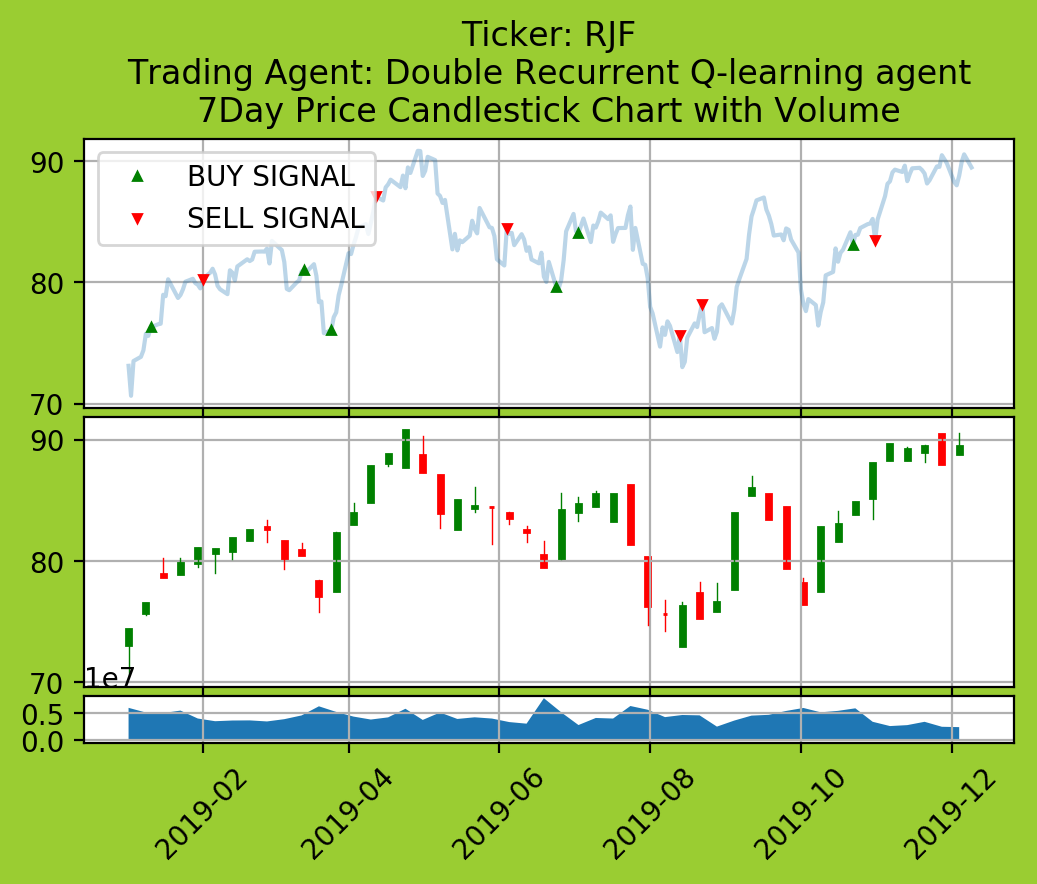 Ticker: RJF
Trading Agent: Double Recurrent Q-learning agent
7Day Price Candlestick Chart with Volume
90
80
70
BUY SIGNAL
SELL SIGNAL
90
80
70
1e7
0.5
0.0
2019-02
2019-04
2019-06
2019-08
2019-10
2019-12